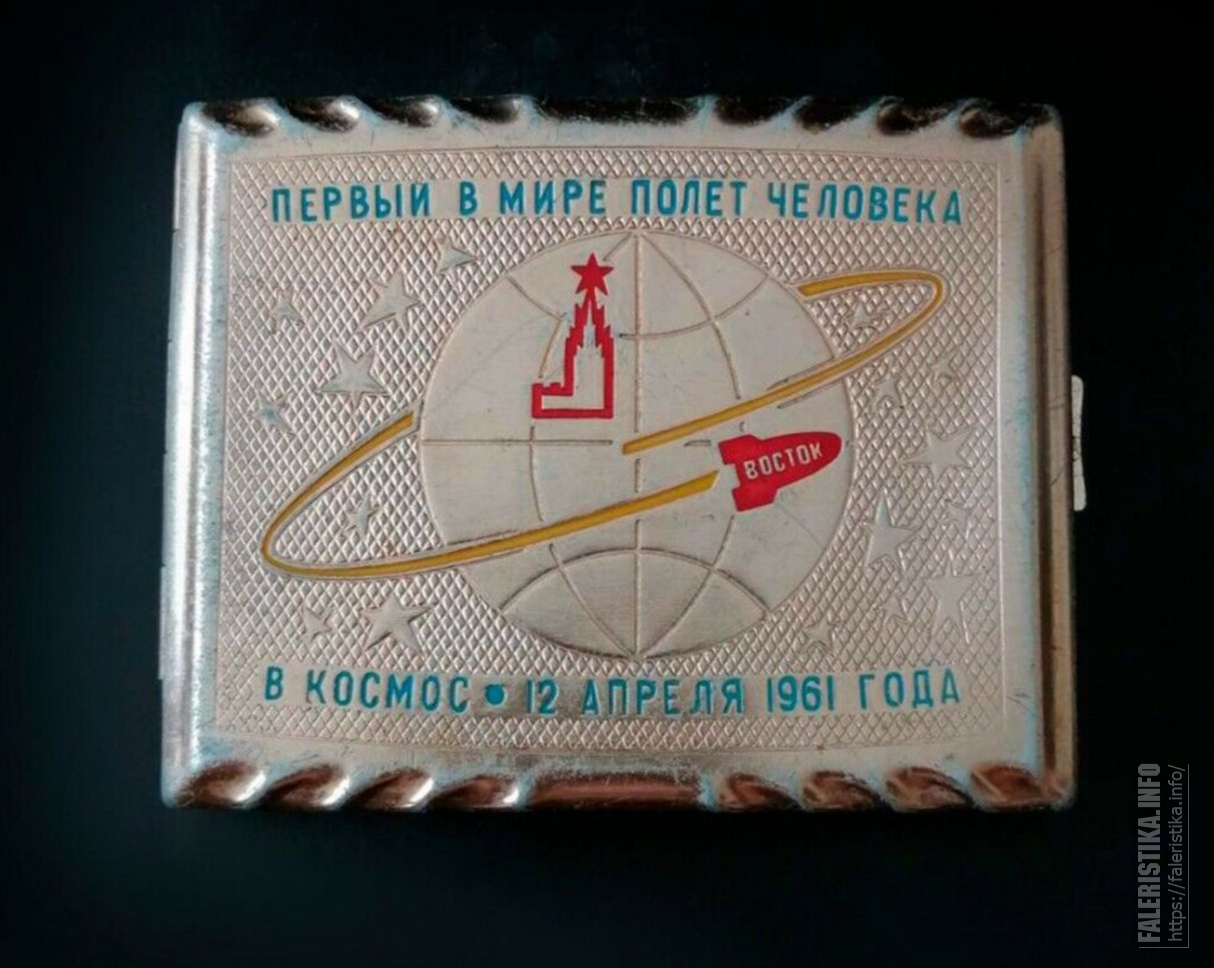 ПЕРВЫЙ В МИРЕ ПОЛЕТ ЧЕЛОВЕКА
ВОСТОК
В КОСМОС • 12 АПРЕЛЯ 1961 ГОДА
FALERISTIKA.INFO
https://faleristika.info/